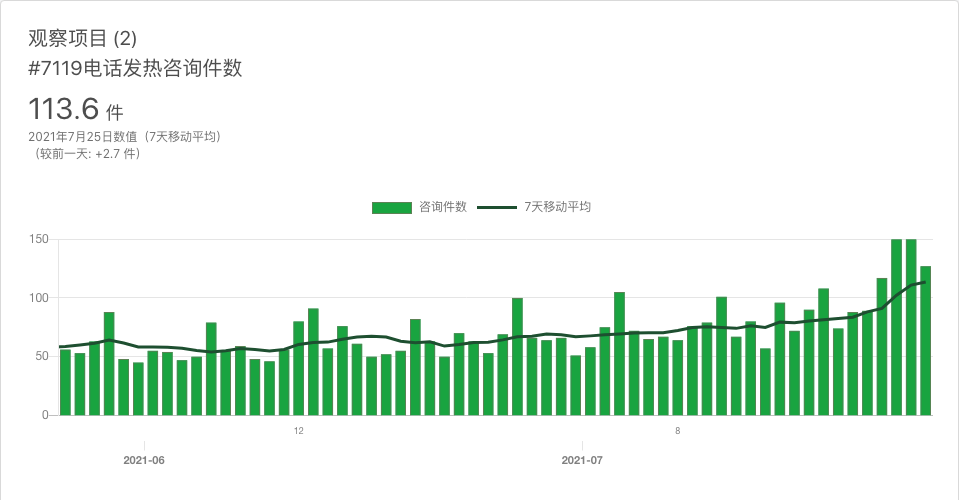 观察项目 (2)
#7119电话发热咨询件数
113.6 件
2021年7月25日数值（7天移动平均）
（较前一天: +2.7 件）
咨询件数 7天移动平均
150
100
50
0
12 8
2021-06 2021-07